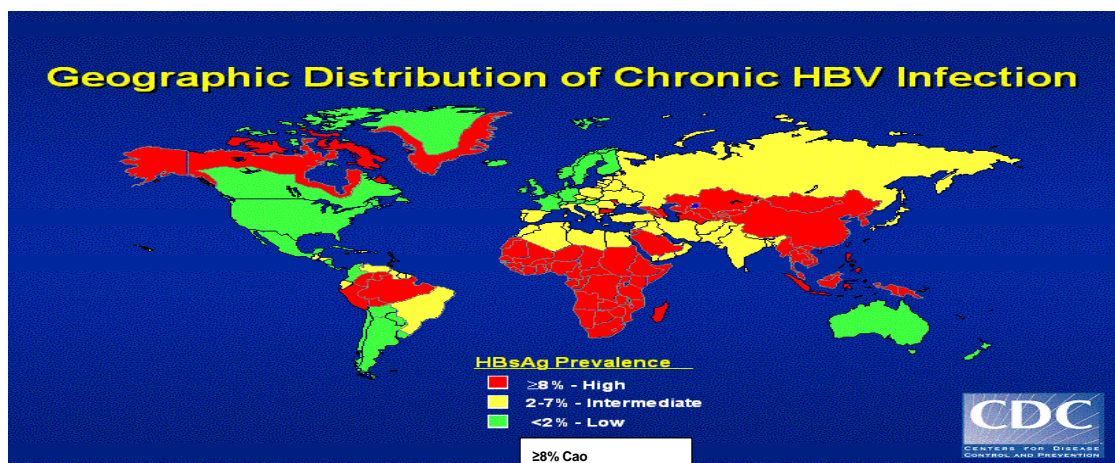 Geographic Distribution of Chronic HBV Infection
HBsAg Prevalence
≥8% - High
2-7% - Intermediate
<2% - Low
≥8% Cao
CDC
CENTERS FOR DISEASE
CONTROL AND PREVENTION